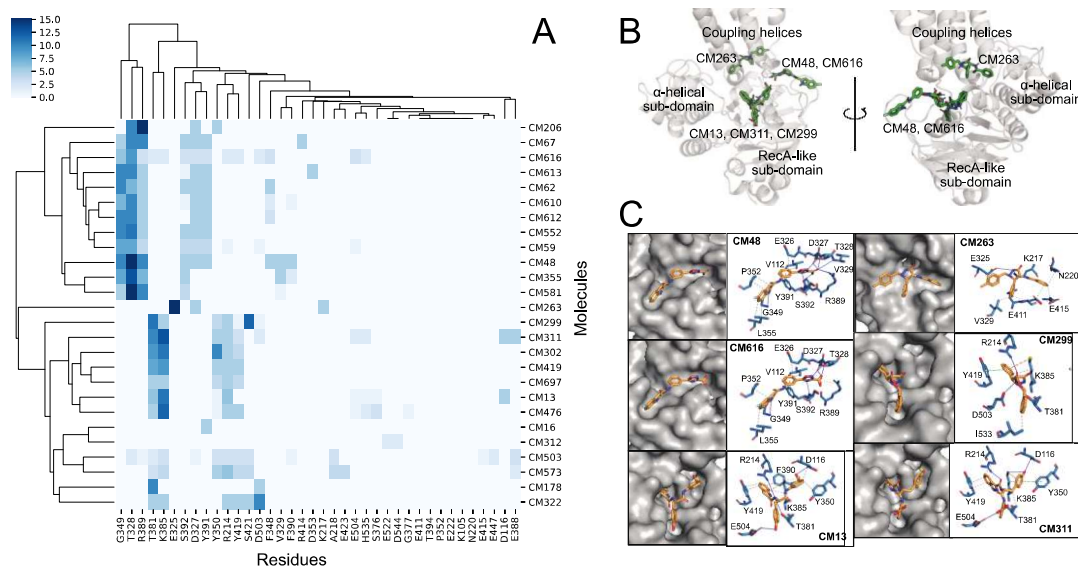 A
15.0
12.5
10.0
7.5
5.0
2.5
0.0
CM206
CM67
CM616
CM613
CM62
CM610
CM612
CM552
CM59
CM48
CM355
CM581
CM263
CM299
CM311
CM302
CM419
CM697
CM13
CM476
CM16
CM312
CM503
CM573
CM178
CM322
Molecules
G349
T328
R389
T381
K385
E325
S392
D327
Y391
Y350
R214
Y419
S421
D503
F348
V329
F390
R414
D353
K217
A218
E423
E504
H535
S376
E522
D544
G377
E411
T394
P352
E222
K105
N220
E415
E447
D116
E388
Residues
B
Coupling helices
CM263
CM48, CM616
α-helical
sub-domain
CM13, CM311, CM299
RecA-like
sub-domain
Coupling helices
CM263
α-helical
sub-domain
CM48, CM616
RecA-like
sub-domain
C
CM48
E326
D327
T328
V112
V329
P352
Y391
S392
R389
G349
L355
CM263
E325
K217
N220
V329
E411
E415
CM616
E326
D327
T328
V112
P352
Y391
S392
R389
G349
L355
CM299
R214
Y419
K385
D503
T381
I533
R214
D116
F390
Y419
K385
Y350
E504
T381
CM13
R214
D116
Y419
K385
Y350
E504
T381
CM311